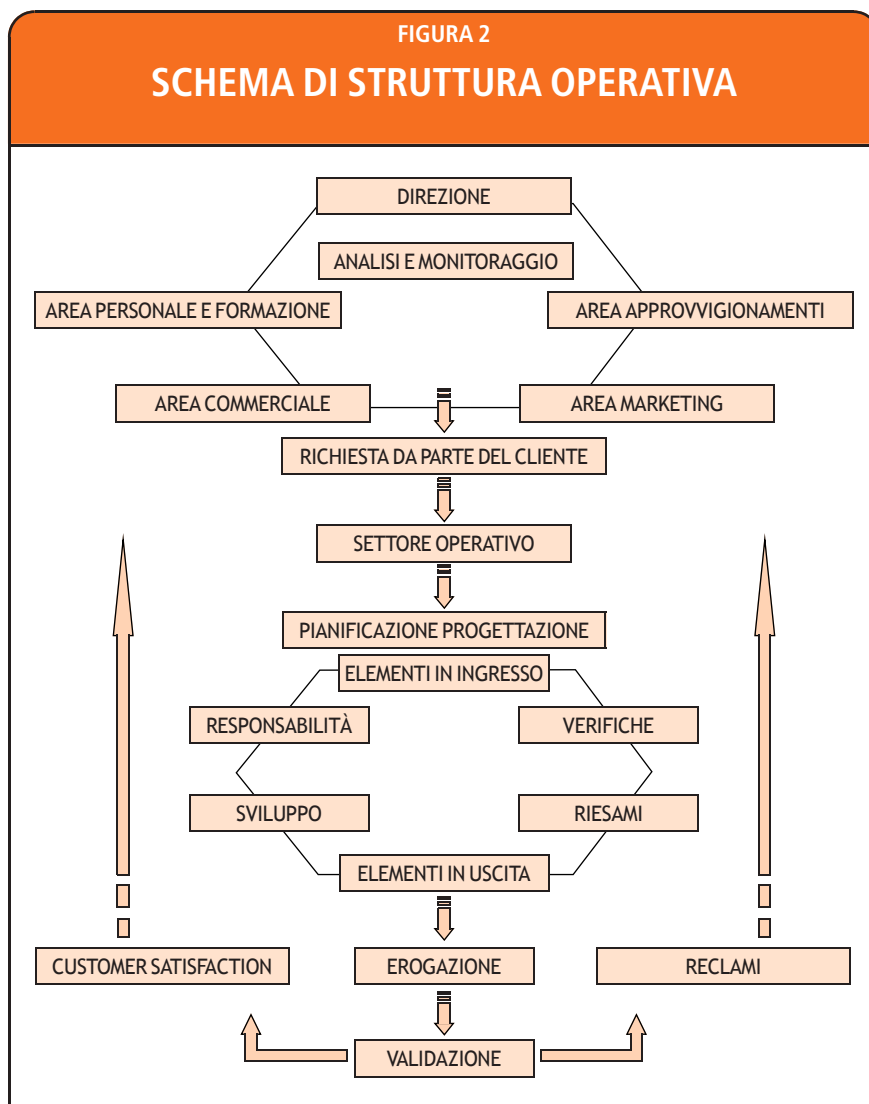 FIGURA 2
SCHEMA DI STRUTTURA OPERATIVA
DIREZIONE
ANALISI E MONITORAGGIO
AREA PERSONALE E FORMAZIONE
AREA APPROVVIGIONAMENTI
AREA COMMERCIALE
AREA MARKETING
RICHIESTA DA PARTE DEL CLIENTE
SETTORE OPERATIVO
PIANIFICAZIONE PROGETTAZIONE
ELEMENTI IN INGRESSO
RESPONSABILITÀ
VERIFICHE
SVILUPPO
RIESAMI
ELEMENTI IN USCITA
CUSTOMER SATISFACTION
EROGAZIONE
RECLAMI
VALIDAZIONE